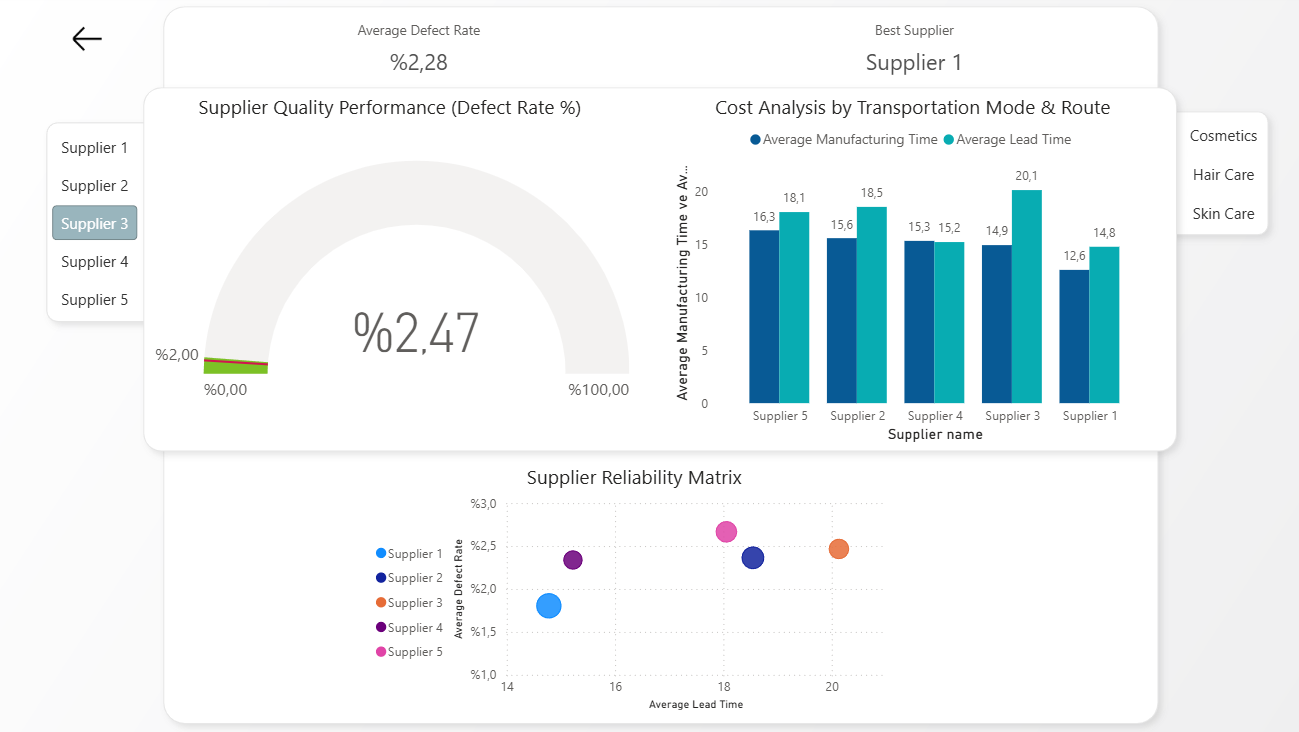 Average Defect Rate
%2,28
Best Supplier
Supplier 1
Supplier 1
Supplier 2
Supplier 3
Supplier 4
Supplier 5
Supplier Quality Performance (Defect Rate %)
%2,47
%2,00
%0,00
%100,00
Cost Analysis by Transportation Mode & Route
Average Manufacturing Time
Average Lead Time
Average Manufacturing Time ve Av...
20
15
10
5
0
16,3
18,1
15,6
18,5
15,3
15,2
14,9
20,1
12,6
14,8
Supplier 5
Supplier 2
Supplier 4
Supplier 3
Supplier 1
Supplier name
Cosmetics
Hair Care
Skin Care
Supplier Reliability Matrix
Supplier 1
Supplier 2
Supplier 3
Supplier 4
Supplier 5
Average Defect Rate
%3,0
%2,5
%2,0
%1,5
%1,0
14
16
18
20
Average Lead Time